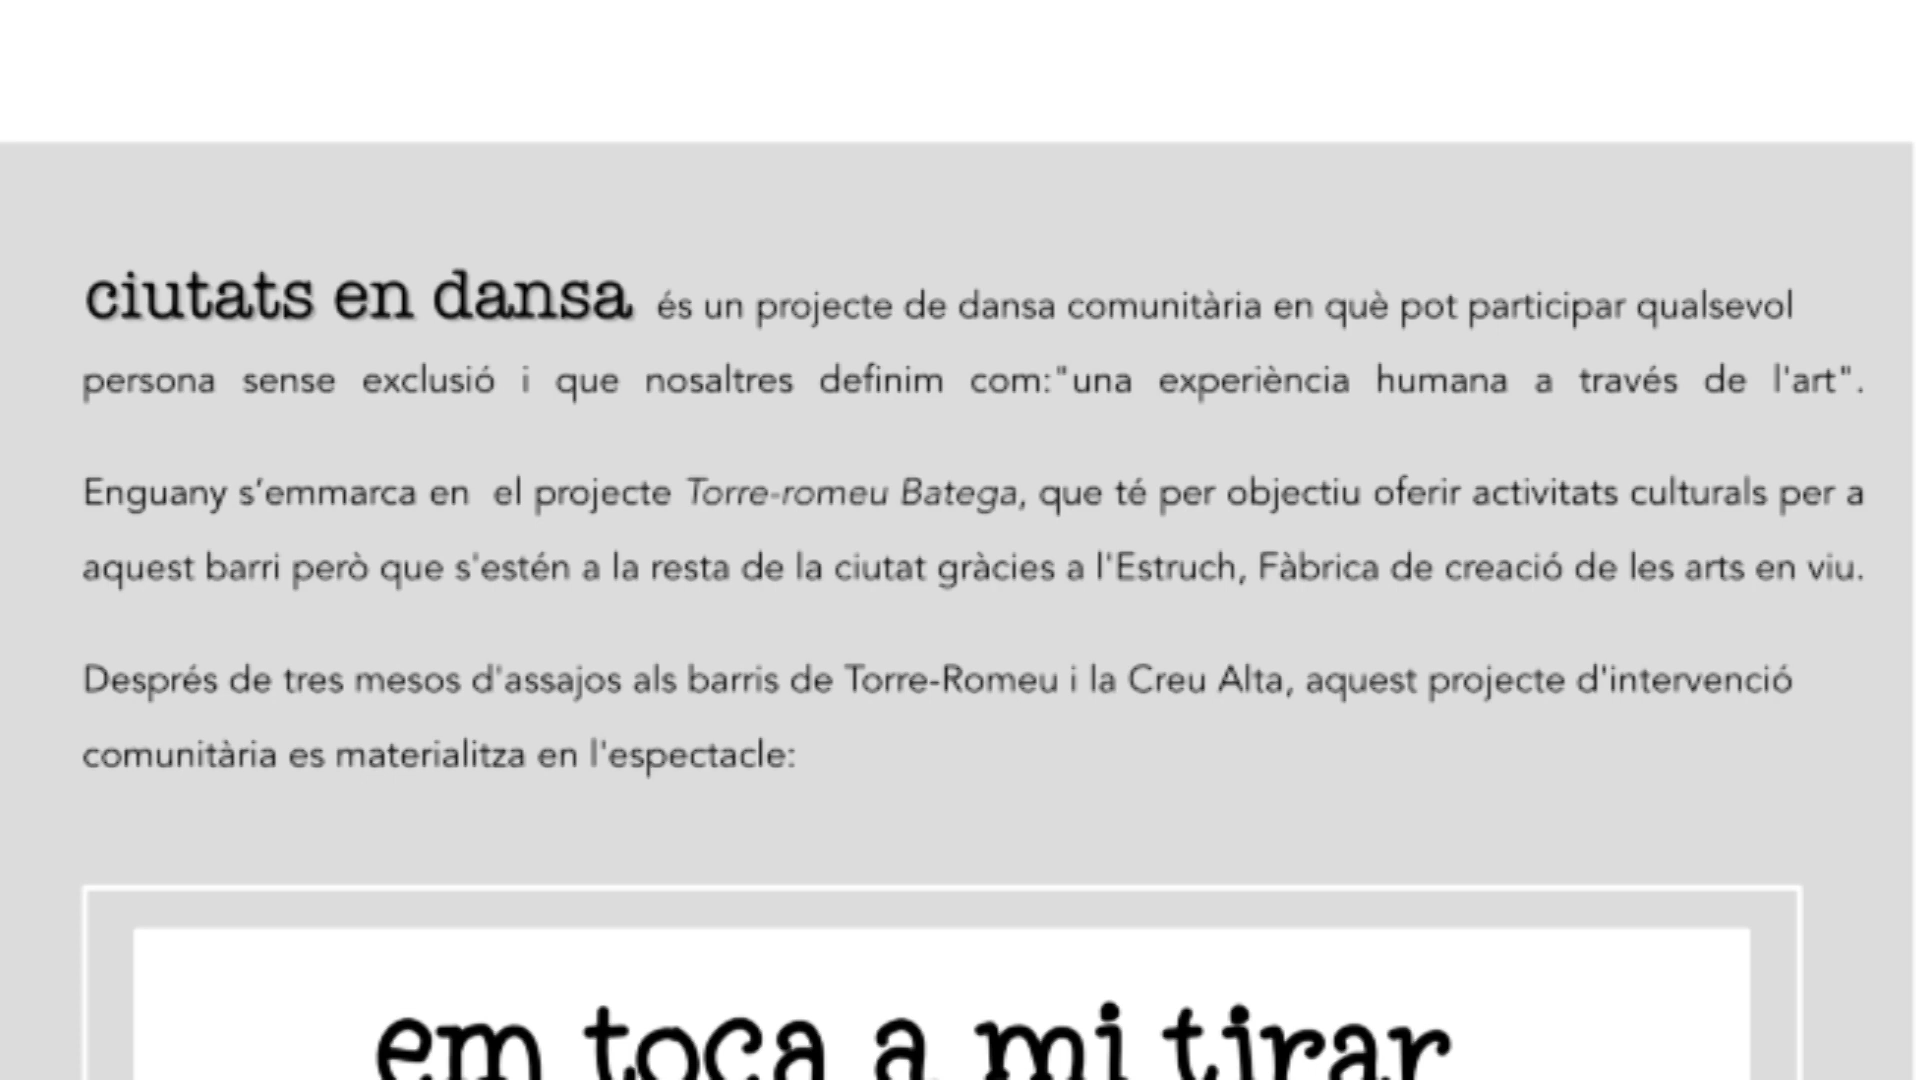 ciutats en dansa és un projecte de dansa comunitària en què pot participar qualsevol
persona sense exclusió i que nosaltres definim com:"una experiència humana a través de l'art".
Enguany s’emmarca en  el projecte Torre-romeu Batega, que té per objectiu oferir activitats culturals per a
aquest barri però que s'estén a la resta de la ciutat gràcies a l'Estruch, Fàbrica de creació de les arts en viu.
Després de tres mesos d'assajos als barris de Torre-Romeu i la Creu Alta, aquest projecte d'intervenció
comunitària es materialitza en l'espectacle:
em toca a mi tirar